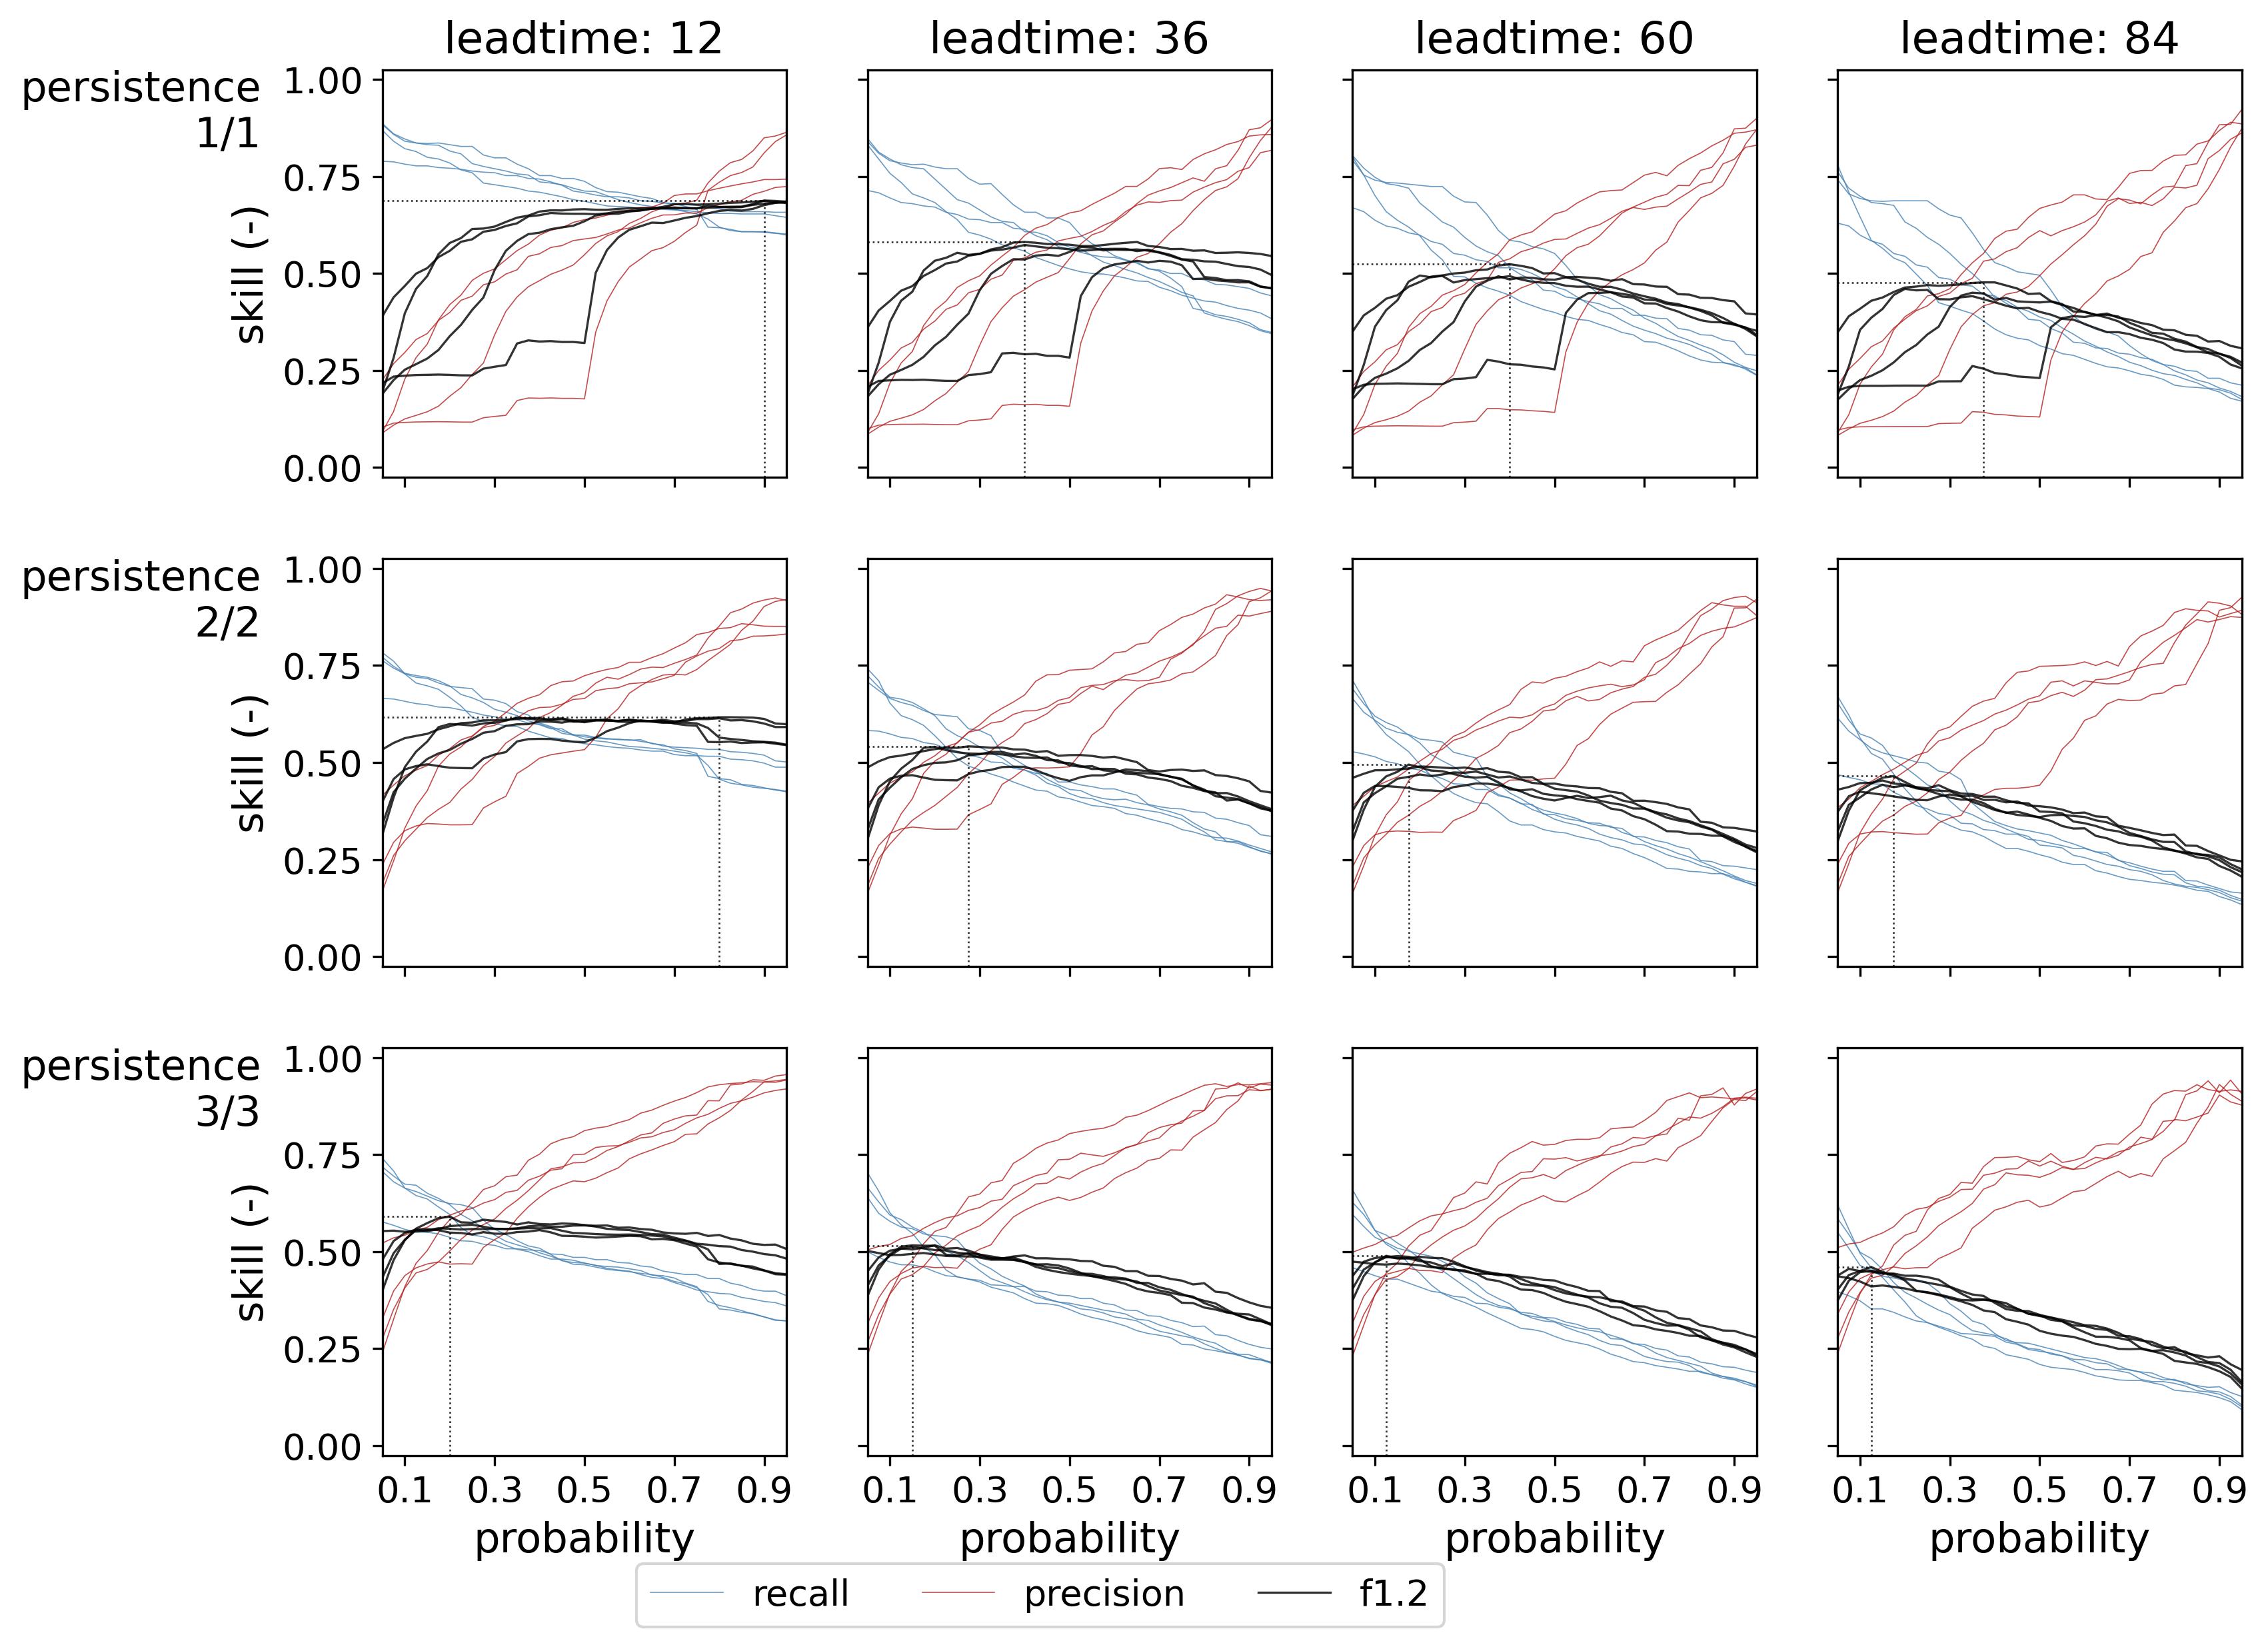 leadtime: 12 leadtime: 36 leadtime: 60 leadtime: 84
persistence
1/1
1.00
0.75
0.50
0.25
0.00
skill (-)
persistence
2/2
1.00
0.75
0.50
0.25
0.00
skill (-)
persistence
3/3
1.00
0.75
0.50
0.25
0.00
skill (-)
0.1 0.3 0.5 0.7 0.9 0.1 0.3 0.5 0.7 0.9 0.1 0.3 0.5 0.7 0.9 0.1 0.3 0.5 0.7 0.9
probability probability probability probability
recall precision f1.2